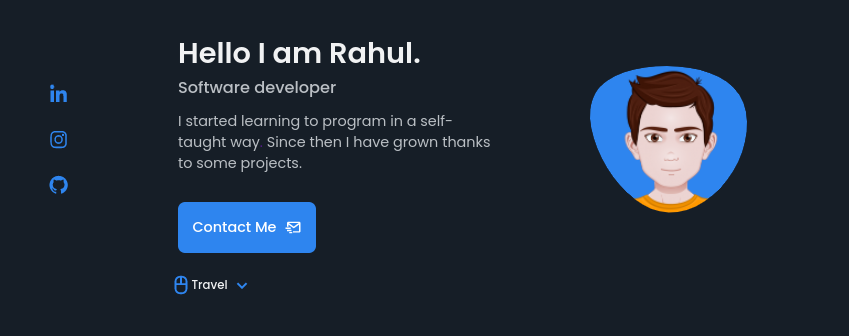 Hello I am Rahul.
Software developer
I started learning to program in a self-
taught way. Since then I have grown thanks
to some projects.
Contact Me
Travel